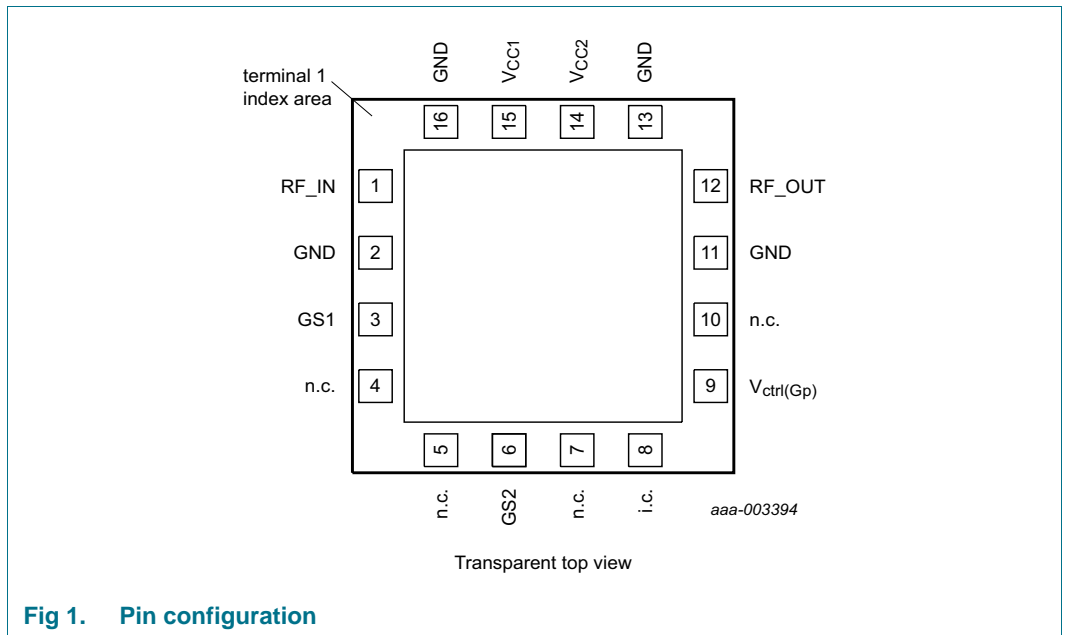 GND
VCC1
VCC2
GND
terminal 1
index area
16
15
14
13
RF_IN
1
12
RF_OUT
GND
2
11
GND
GS1
3
10
n.c.
n.c.
4
9
Vctrl(Gp)
5
6
7
8
n.c.
GS2
n.c.
i.c.
aaa-003394
Transparent top view
Fig 1. Pin configuration